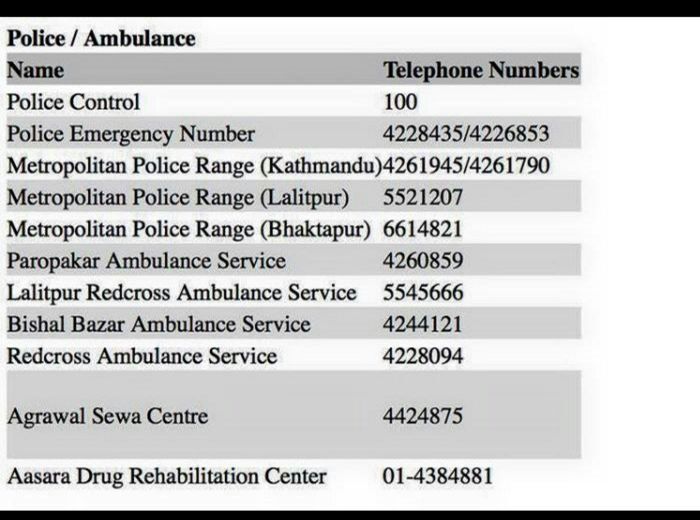 Police / Ambulance
Name Telephone Numbers
Police Control 100
Police Emergency Number 4228435/4226853
Metropolitan Police Range (Kathmandu)4261945/4261790
Metropolitan Police Range (Lalitpur) 5521207
Metropolitan Police Range (Bhaktapur) 6614821
Paropakar Ambulance Service 4260859
Lalitpur Redcross Ambulance Service 5545666
Bishal Bazar Ambulance Service 4244121
Redcross Ambulance Service 4228094
Agrawal Sewa Centre 4424875
Aasara Drug Rehabilitation Center 01-4384881